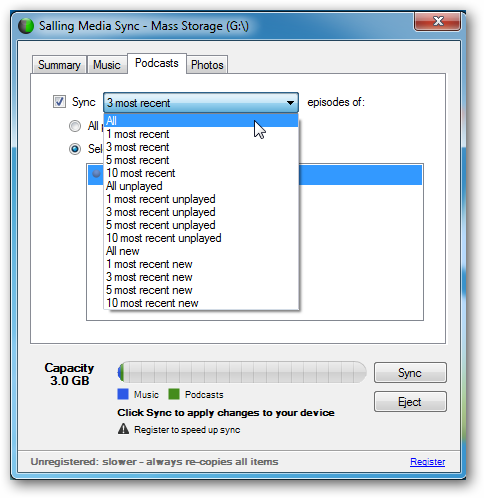 Salling Media Sync - Mass Storage (G:\)
Summary Music Podcasts Photos
Sync 3 most recent episodes of:
All
All
1 most recent
3 most recent
5 most recent
10 most recent
All unplayed
1 most recent unplayed
3 most recent unplayed
5 most recent unplayed
10 most recent unplayed
All new
1 most recent new
3 most recent new
5 most recent new
10 most recent new
Capacity
3.0 GB
Sync
Music Podcasts
Eject
Click Sync to apply changes to your device
Register to speed up sync
Unregistered: slower - always re-copies all items Register